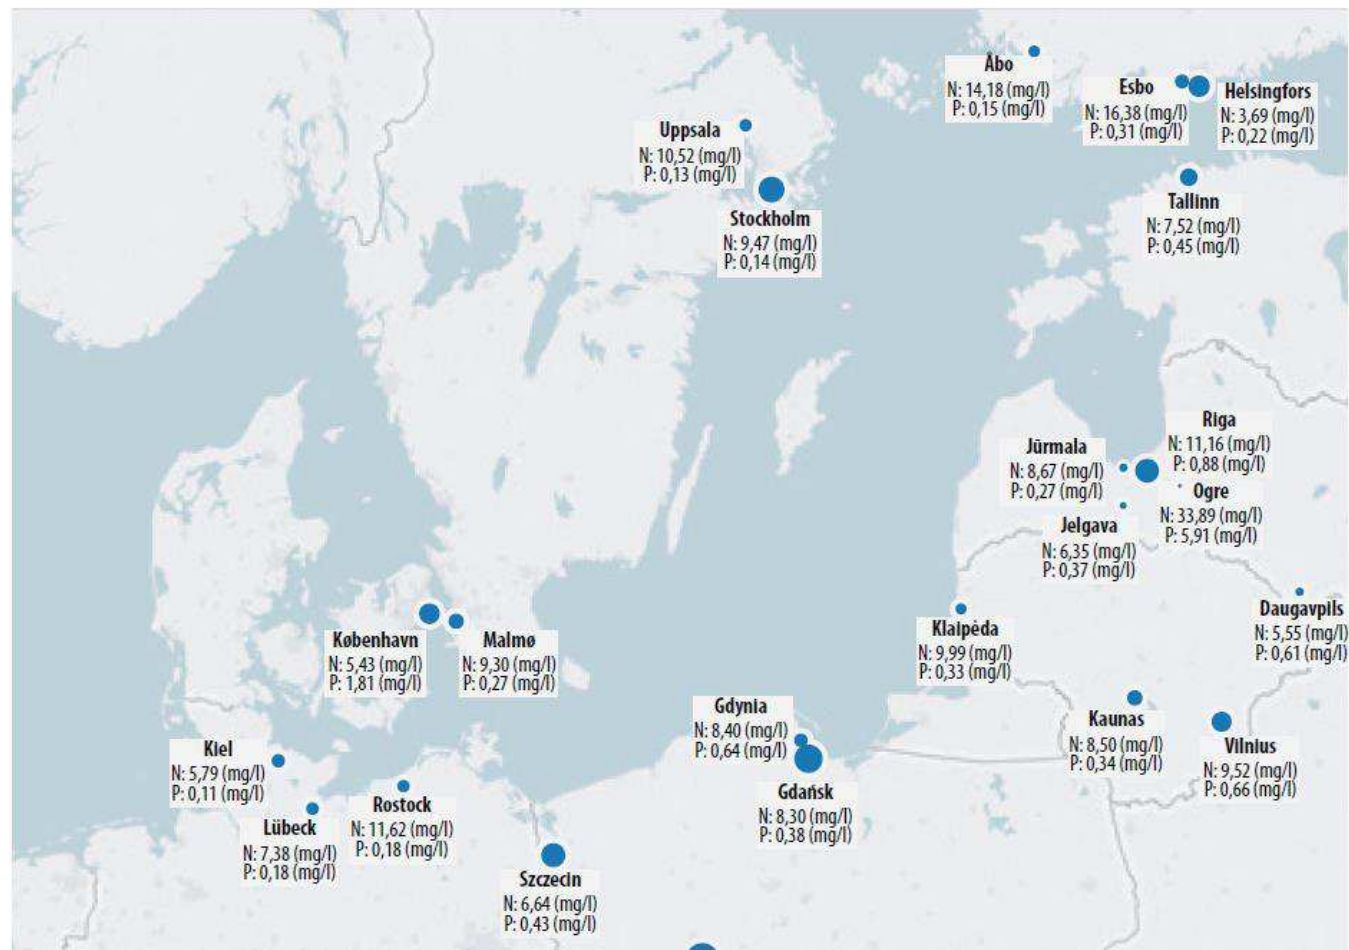 Åbo
N: 14,18 (mg/l)
P: 0,15 (mg/l)
Esbo
N: 16,38 (mg/l)
P: 0,31 (mg/l)
Helsingfors
N: 3,69 (mg/l)
P: 0,22 (mg/l)
Uppsala
N: 10,52 (mg/l)
P: 0,13 (mg/l)
Stockholm
N: 9,47 (mg/l)
P: 0,14 (mg/l)
Tallinn
N: 7,52 (mg/l)
P: 0,45 (mg/l)
Riga
N: 11,16 (mg/l)
P: 0,88 (mg/l)
Jūrmala
N: 8,67 (mg/l)
P: 0,27 (mg/l)
Ogre
N: 33,89 (mg/l)
P: 5,91 (mg/l)
Jelgava
N: 6,35 (mg/l)
P: 0,37 (mg/l)
Daugavpils
N: 5,55 (mg/l)
P: 0,61 (mg/l)
København
N: 5,43 (mg/l)
P: 1,81 (mg/l)
Malmø
N: 9,30 (mg/l)
P: 0,27 (mg/l)
Klaipėda
N: 9,99 (mg/l)
P: 0,33 (mg/l)
Gdynia
N: 8,40 (mg/l)
P: 0,64 (mg/l)
Kaunas
N: 8,50 (mg/l)
P: 0,34 (mg/l)
Vilnius
N: 9,52 (mg/l)
P: 0,66 (mg/l)
Kiel
N: 5,79 (mg/l)
P: 0,11 (mg/l)
Gdańsk
N: 8,30 (mg/l)
P: 0,38 (mg/l)
Rostock
N: 11,62 (mg/l)
P: 0,18 (mg/l)
Lübeck
N: 7,38 (mg/l)
P: 0,18 (mg/l)
Szczecin
N: 6,64 (mg/l)
P: 0,43 (mg/l)